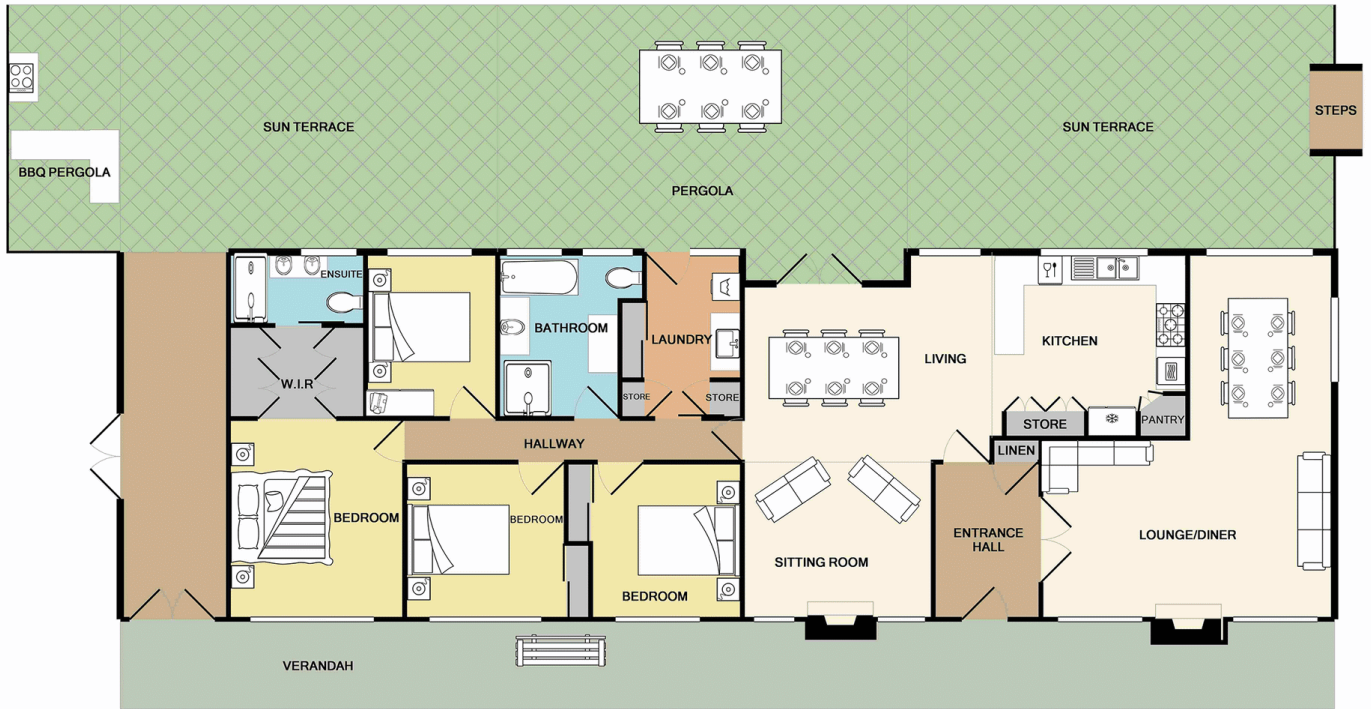 SUN TERRACE
SUN TERRACE
STEPS
BBQ PERGOLA
PERGOLA
ENSUITE
BATHROOM
LAUNDRY
W.I.R
STORE
STORE
LIVING
KITCHEN
STORE
PANTRY
HALLWAY
LINEN
BEDROOM
BEDROOM
BEDROOM
SITTING ROOM
ENTRANCE
HALL
LOUNGE/DINER
VERANDAH